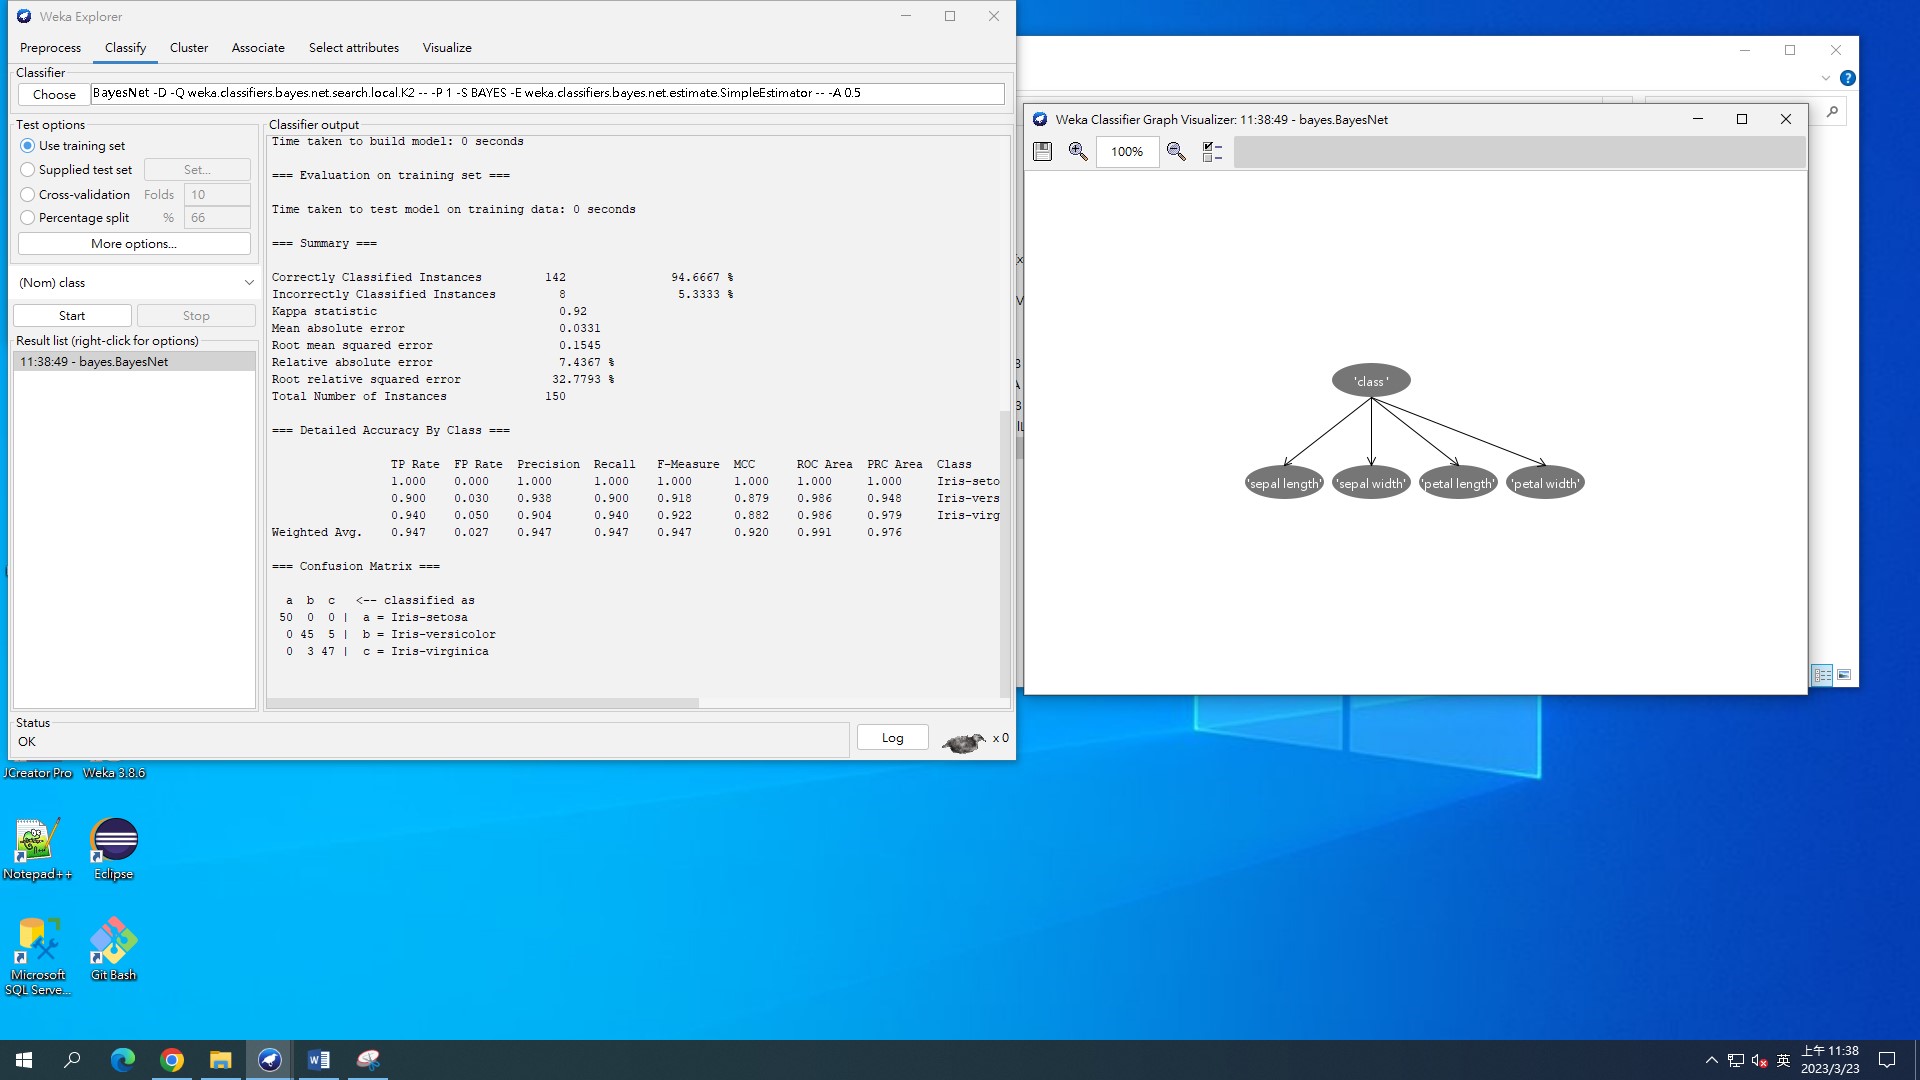 Weka Explorer
Preprocess Classify Cluster Associate Select attributes Visualize
Classifier
Choose BayesNet -D -Q weka.classifiers.bayes.net.search.local.K2 -- -P 1 -S BAYES -E weka.classifiers.bayes.net.estimate.SimpleEstimator -- -A 0.5
Test options
Use training set
Supplied test set Set...
Cross-validation Folds 10
Percentage split % 66
More options...
(Nom) class
Start Stop
Result list (right-click for options)
11:38:49 - bayes.BayesNet
Classifier output
Time taken to build model: 0 seconds
=== Evaluation on training set ===
Time taken to test model on training data: 0 seconds
=== Summary ===
Correctly Classified Instances 142 94.6667 %
Incorrectly Classified Instances 8 5.3333 %
Kappa statistic 0.92
Mean absolute error 0.0331
Root mean squared error 0.1545
Relative absolute error 7.4367 %
Root relative squared error 32.7793 %
Total Number of Instances 150
=== Detailed Accuracy By Class ===
TP Rate FP Rate Precision Recall F-Measure MCC ROC Area PRC Area Class
1.000 0.000 1.000 1.000 1.000 1.000 1.000 1.000 Iris-seto
0.900 0.030 0.938 0.900 0.918 0.879 0.986 0.948 Iris-vers
0.940 0.050 0.904 0.940 0.922 0.882 0.986 0.979 Iris-virg
Weighted Avg. 0.947 0.027 0.947 0.947 0.947 0.920 0.991 0.976
=== Confusion Matrix ===
a b c <-- classified as
50 0 0 | a = Iris-setosa
0 45 5 | b = Iris-versicolor
0 3 47 | c = Iris-virginica
Status
OK
Log
x 0
Weka Classifier Graph Visualizer: 11:38:49 - bayes.BayesNet
100%
'class '
'sepal length' 'sepal width' 'petal length' 'petal width'
JCreator Pro Weka 3.8.6
Notepad++ Eclipse
Microsoft SQL Serve... Git Bash
英
上午 11:38
2023/3/23